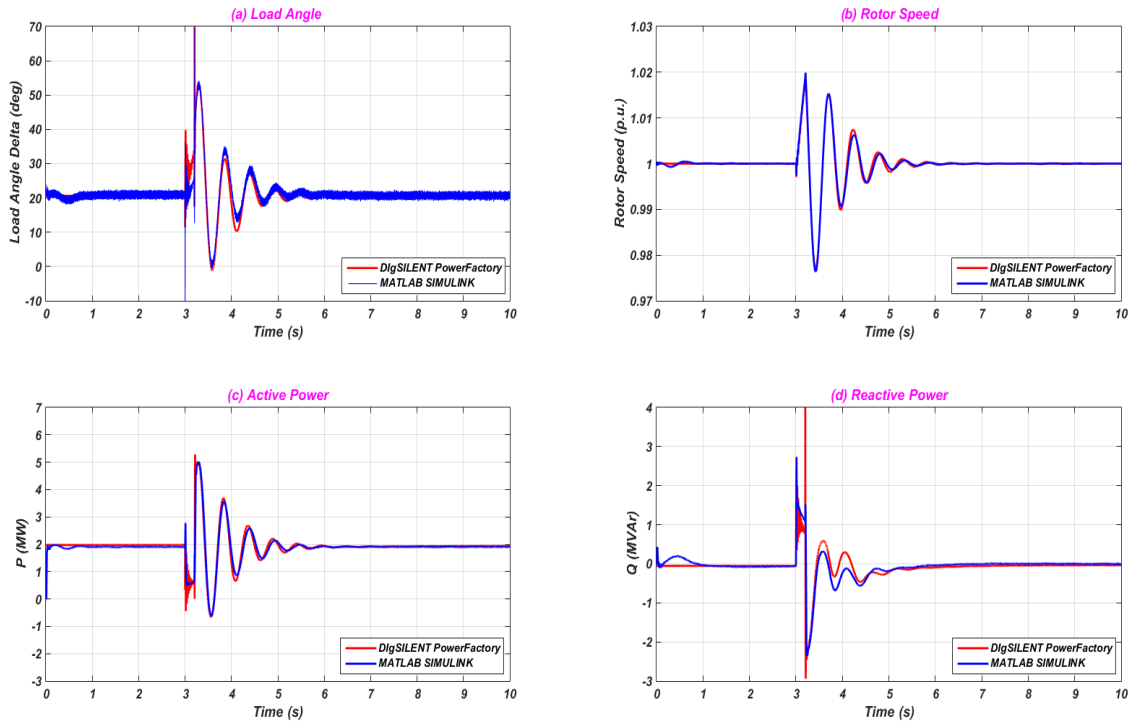 (a) Load Angle
70
60
50
40
30
20
10
0
-10
Load Angle Delta (deg)
0 1 2 3 4 5 6 7 8 9 10
Time (s)
DIgSILENT PowerFactory
MATLAB SIMULINK
(b) Rotor Speed
1.03
1.02
1.01
1
0.99
0.98
0.97
Rotor Speed (p.u.)
0 1 2 3 4 5 6 7 8 9 10
Time (s)
DIgSILENT PowerFactory
MATLAB SIMULINK
(c) Active Power
7
6
5
4
3
2
1
0
-1
-2
-3
P (MW)
0 1 2 3 4 5 6 7 8 9 10
Time (s)
DIgSILENT PowerFactory
MATLAB SIMULINK
(d) Reactive Power
4
3
2
1
0
-1
-2
-3
Q (MVAr)
0 1 2 3 4 5 6 7 8 9 10
Time (s)
DIgSILENT PowerFactory
MATLAB SIMULINK